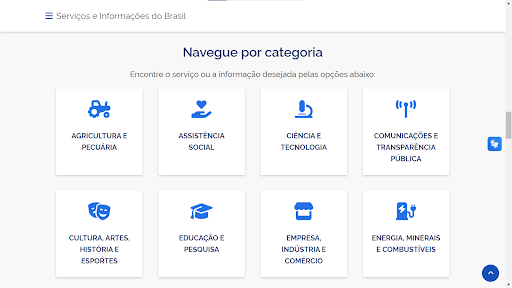 Serviços e Informações do Brasil
Navegue por categoria
Encontre o serviço ou a informação desejada pelas opções abaixo:
AGRICULTURA E
PECUÁRIA
ASSISTÊNCIA
SOCIAL
CIÊNCIA E
TECNOLOGIA
COMUNICAÇÕES E
TRANSPARÊNCIA
PÚBLICA
CULTURA, ARTES,
HISTÓRIA E
ESPORTES
EDUCAÇÃO E
PESQUISA
EMPRESA,
INDÚSTRIA E
COMÉRCIO
ENERGIA, MINERAIS
E COMBUSTÍVEIS